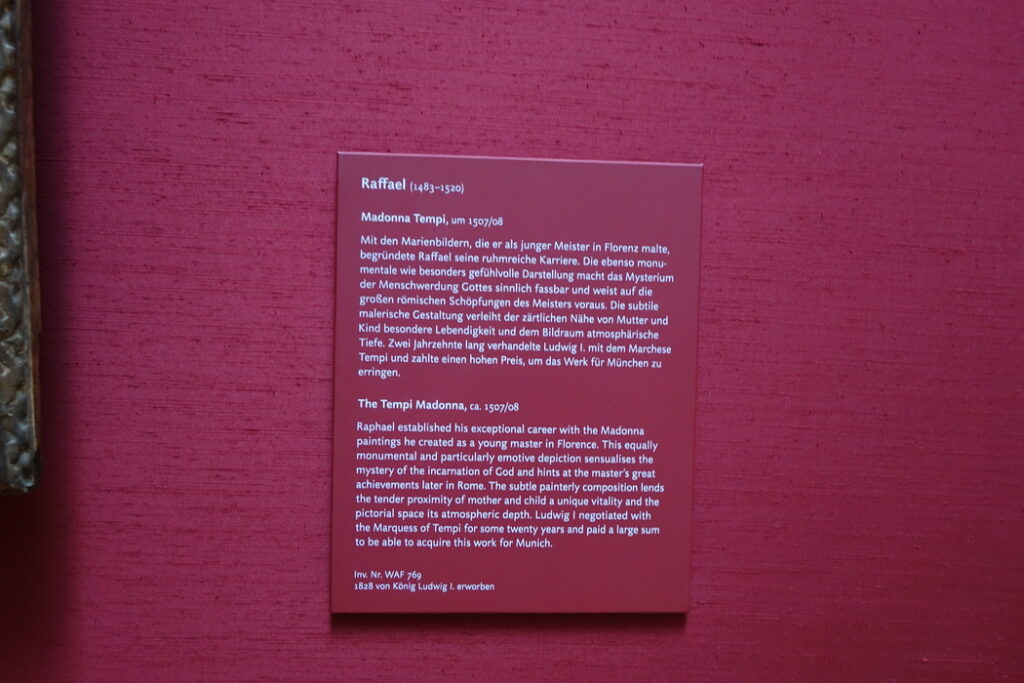 Raffael (1483–1520)
Madonna Tempi, um 1507/08
Mit den Marienbildern, die er als junger Meister in Florenz malte,
begründete Raffael seine ruhmreiche Karriere. Die ebenso monu-
mentale wie besonders gefühlvolle Darstellung macht das Mysterium
der Menschwerdung Gottes sinnlich fassbar und weist auf die
großen römischen Schöpfungen des Meisters voraus. Die subtile
malerische Gestaltung verleiht der zärtlichen Nähe von Mutter und
Kind besondere Lebendigkeit und dem Bildraum atmosphärische
Tiefe. Zwei Jahrzehnte lang verhandelte Ludwig I. mit dem Marchese
Tempi und zahlte einen hohen Preis, um das Werk für München zu
erringen.
The Tempi Madonna, ca. 1507/08
Raphael established his exceptional career with the Madonna
paintings he created as a young master in Florence. This equally
monumental and particularly emotive depiction sensualises the
mystery of the incarnation of God and hints at the master's great
achievements later in Rome. The subtle painterly composition lends
the tender proximity of mother and child a unique vitality and the
pictorial space its atmospheric depth. Ludwig I negotiated with
the Marquess of Tempi for some twenty years and paid a large sum
to be able to acquire this work for Munich.
Inv. Nr. WAF 769
1828 von König Ludwig I. erworben